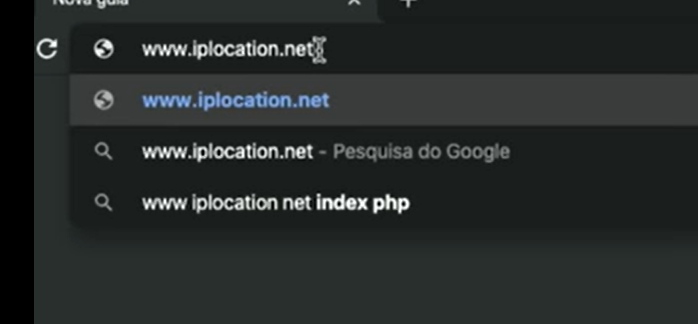 Nova guia
www.iplocation.net
www.iplocation.net
www.iplocation.net - Pesquisa do Google
www iplocation net index php